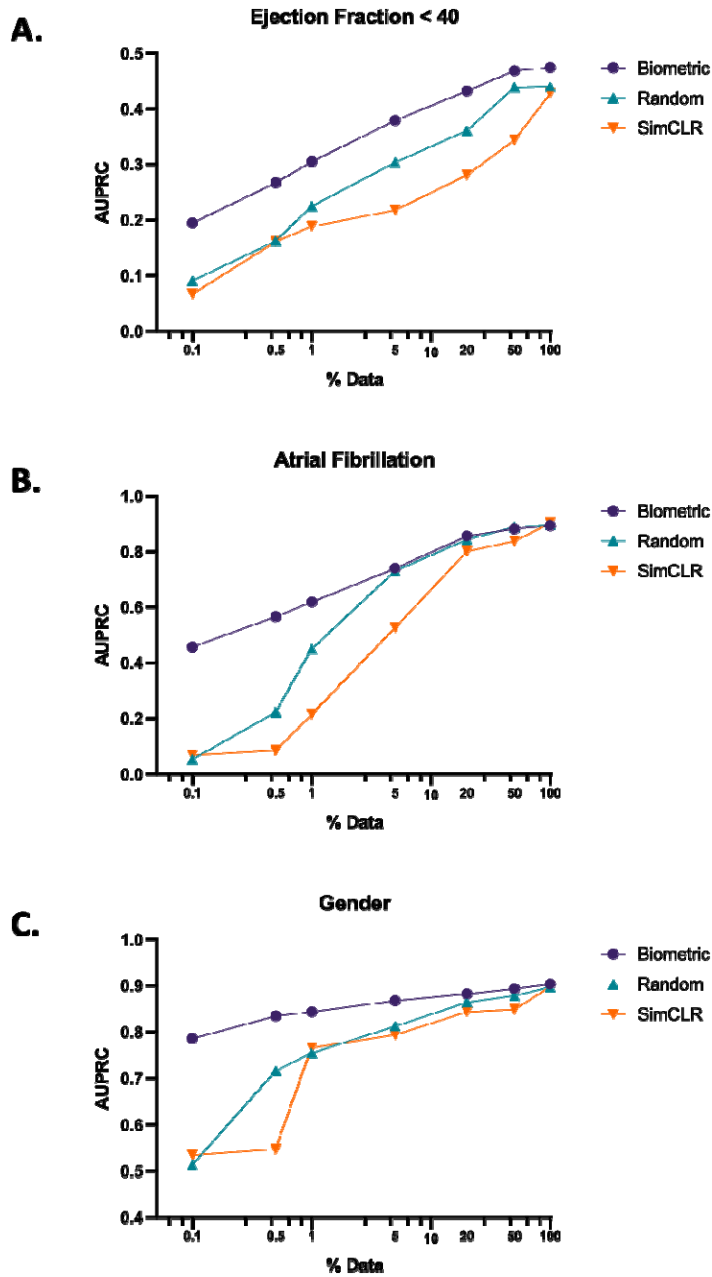 A.
Ejection Fraction < 40
0.5
0.4
0.3
0.2
0.1
0.0
AUPRC
0.1 0.5 1 5 10 20 50 100
% Data
Biometric
Random
SimCLR
B.
Atrial Fibrillation
1.0
0.8
0.6
0.4
0.2
0.0
AUPRC
0.1 0.5 1 5 10 20 50 100
% Data
Biometric
Random
SimCLR
C.
Gender
1.0
0.9
0.8
0.7
0.6
0.5
0.4
AUPRC
0.1 0.5 1 5 10 20 50 100
% Data
Biometric
Random
SimCLR